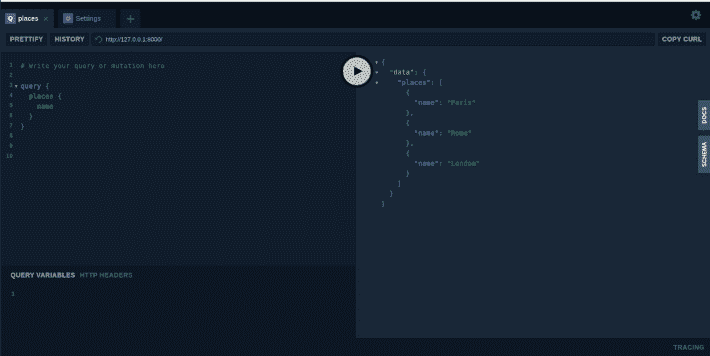 Q places ×
Q Settings
+
PRETTIFY HISTORY http://127.0.0.1:8000/ COPY CURL
1 # Write your query or mutation here
2
3 query {
4 places {
5 name
6 }
7 }
8
9
10
{
"data": {
"places": [
{
"name": "Paris"
},
{
"name": "Rome"
},
{
"name": "London"
}
]
}
}
DOCS
SCHEMA
QUERY VARIABLES HTTP HEADERS
1
TRACING